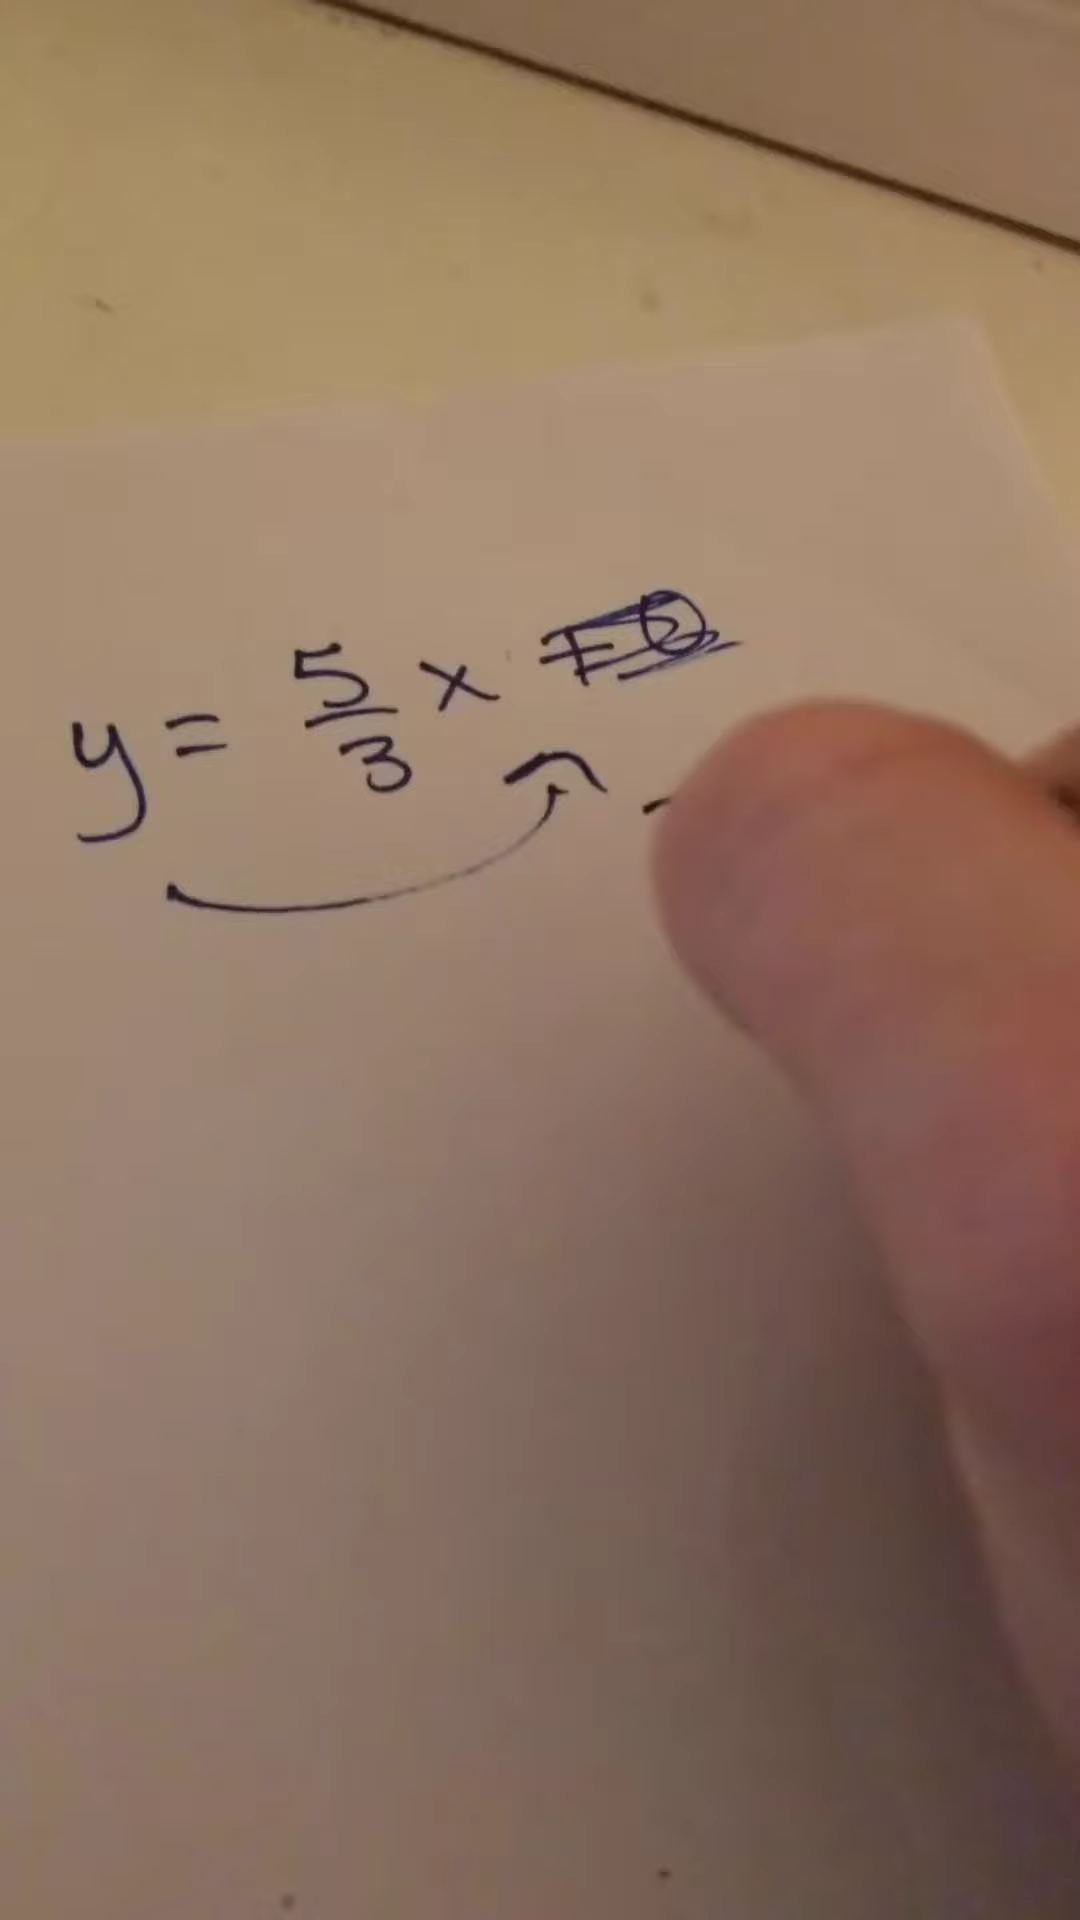 y = 5/3 x